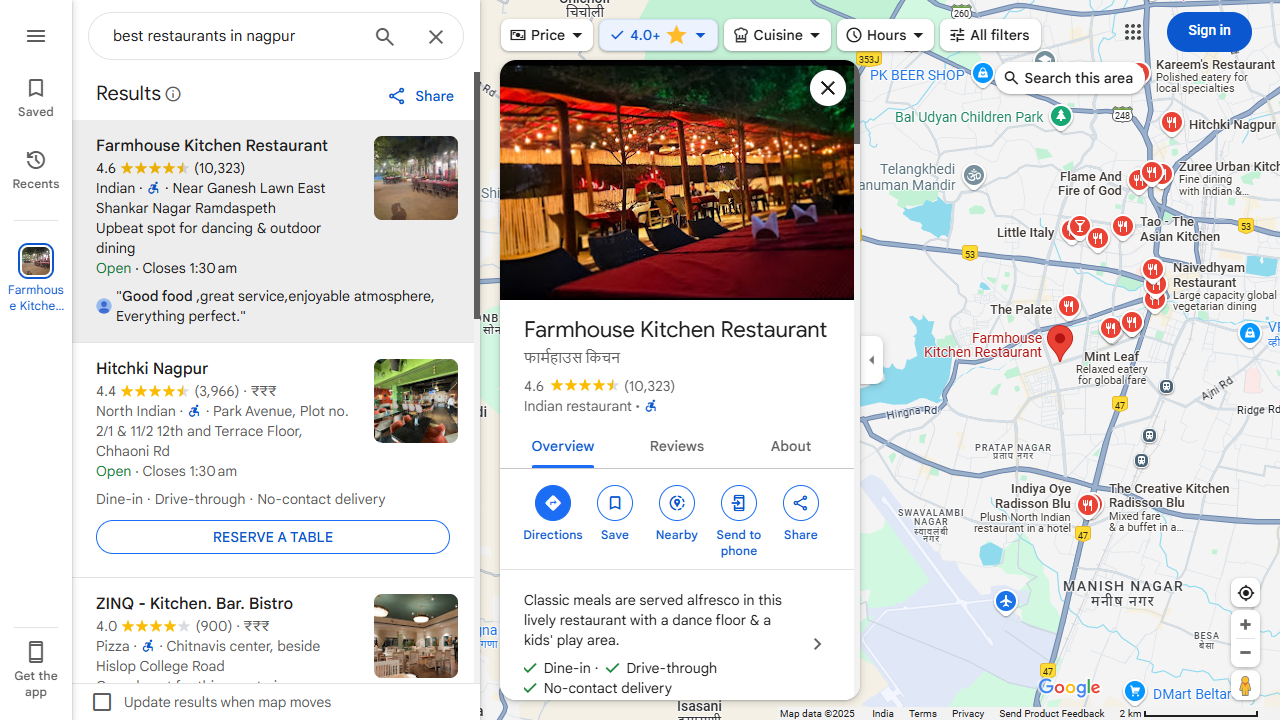 best restaurants in nagpur
Saved
Recents
Farmhous
e Kitche...
Get the
app
Results
Share
Farmhouse Kitchen Restaurant
4.6 (10,323)
Indian · · Near Ganesh Lawn East
Shankar Nagar Ramdaspeth
Upbeat spot for dancing & outdoor
dining
Open · Closes 1:30 am
"Good food ,great service,enjoyable atmosphere,
Everything perfect."
Hitchki Nagpur
4.4 (3,966) · ₹₹₹
North Indian · · Park Avenue, Plot no.
2/1 & 11/2 12th and Terrace Floor,
Chhaoni Rd
Open · Closes 1:30 am
Dine-in · Drive-through · No-contact delivery
RESERVE A TABLE
ZINQ - Kitchen. Bar. Bistro
4.0 (900) · ₹₹₹
Pizza · · Chitnavis center, beside
Hislop College Road
Update results when map moves
Price
4.0+
Cuisine
Hours
All filters
Sign in
Search this area
Farmhouse Kitchen Restaurant
फार्महाउस किचन
4.6 (10,323)
Indian restaurant ·
Overview
Reviews
About
Directions
Save
Nearby
Send to
phone
Share
Classic meals are served alfresco in this
lively restaurant with a dance floor & a
kids' play area.
Dine-in · Drive-through
No-contact delivery
चिचोली
260
353J
PK BEER SHOP
Kareem's Restaurant
Polished eatery for
local specialties
Bal Udyan Children Park
248
Hitchki Nagpur
Telangkhedi
anuman Mandir
Flame And
Fire of God
Zuree Urban Kitch
Fine dining
with Indian &...
Little Italy
Tao - The
Asian Kitchen
53
53
Naivedhyam
Restaurant
Large capacity global
vegetarian dining
The Palate
Farmhouse
Kitchen Restaurant
Mint Leaf
Relaxed eatery
for global fare
47
Ajni Rd
Hingna Rd
Ridge Rd
PRATAP NAGAR
प्रताप नगर
Indiya Oye
Radisson Blu
Plush North Indian
restaurant in a hotel
The Creative Kitchen
Radisson Blu
Mixed fare
& a buffet in a...
SWAVALAMBI
NAGAR
स्वावलंबी
नगर
47
MANISH NAGAR
मनीष नगर
BESA
बेसा
47
Google
DMart Beltar
Isasani
Map data ©2025
India
Terms
Privacy
Send Product Feedback
2 km